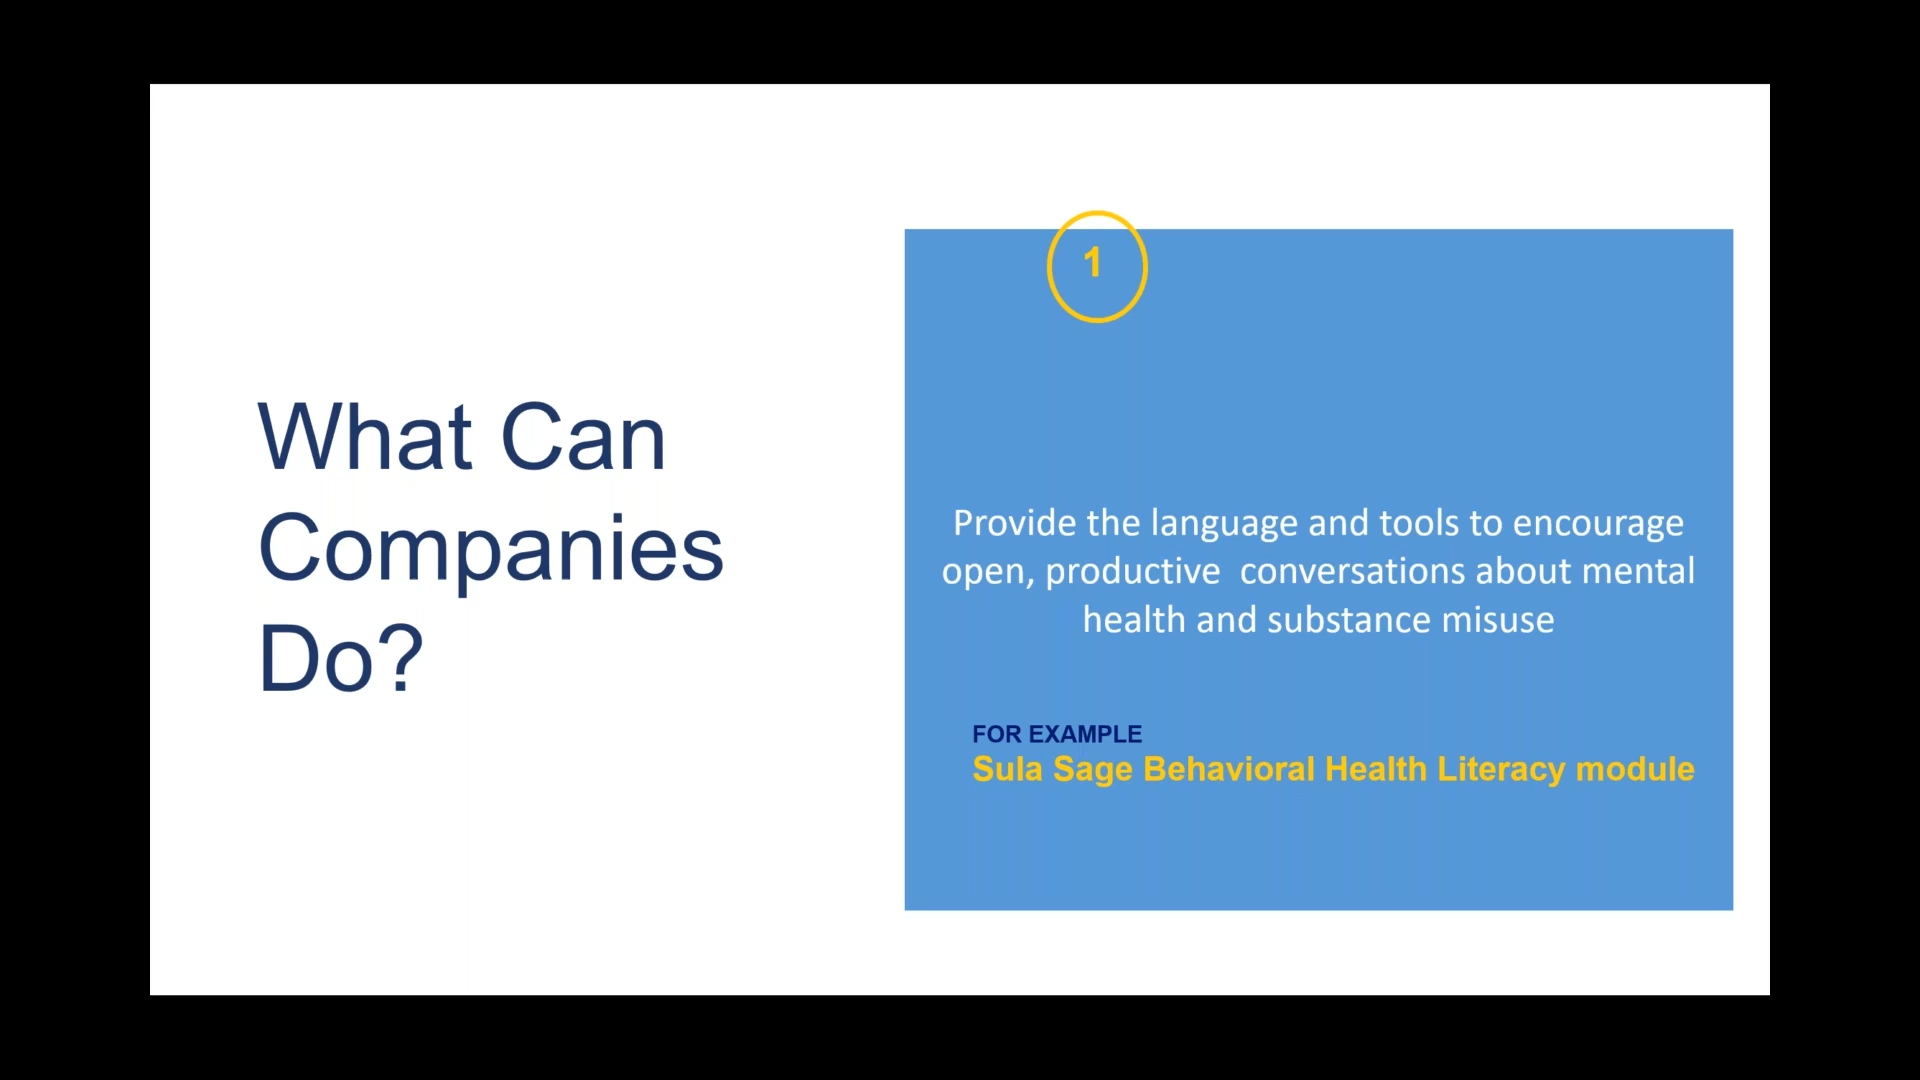 What Can
Companies
Do?
1
Provide the language and tools to encourage
open, productive  conversations about mental
health and substance misuse
FOR EXAMPLE
Sula Sage Behavioral Health Literacy module